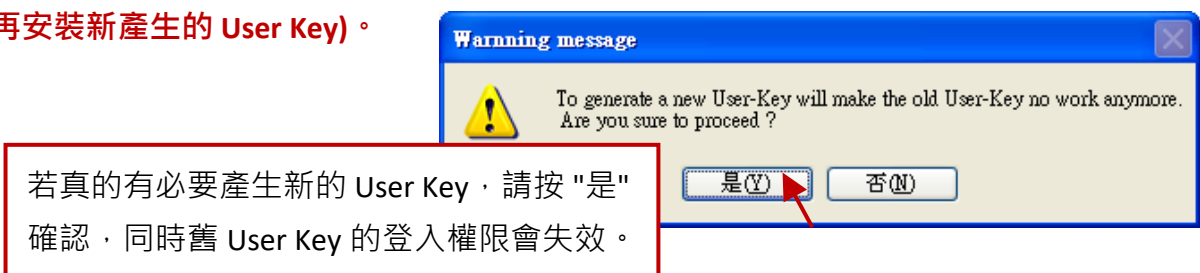 再安裝新產生的 User Key)。
Warnning message
To generate a new User-Key will make the old User-Key no work anymore.
Are you sure to proceed ?
是(Y)
否(N)
若真的有必要產生新的 User Key，請按 "是"
確認，同時舊 User Key 的登入權限會失效。